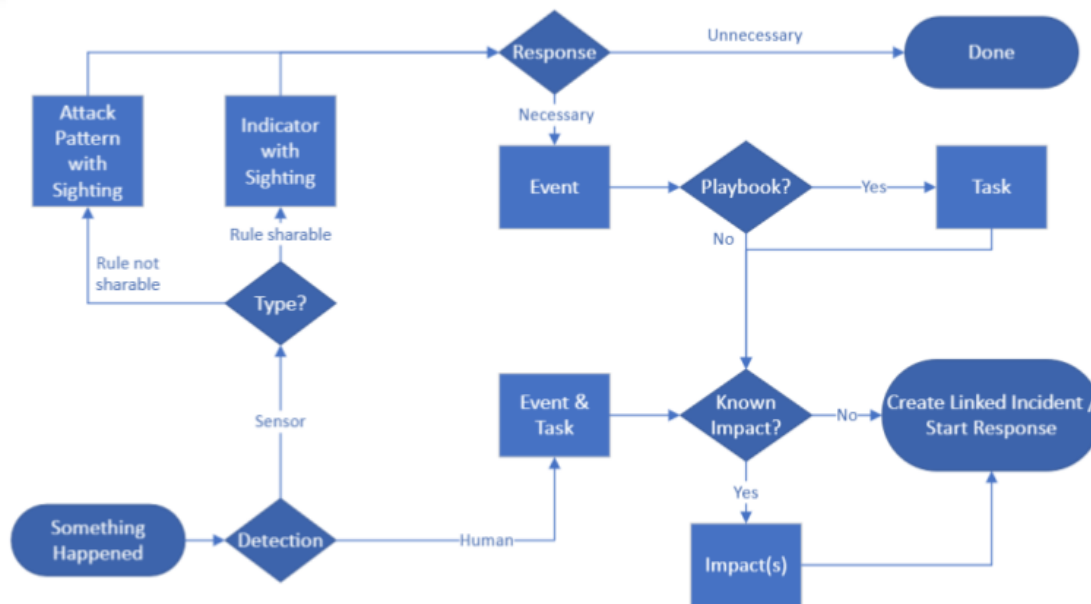 Response
Unnecessary
Done
Attack
Pattern
with
Sighting
Indicator
with
Sighting
Necessary
Event
Playbook?
Yes
Task
Rule sharable
No
Rule not
sharable
Type?
Event &
Task
Known
Impact?
No
Create Linked Incident /
Start Response
Sensor
Yes
Something
Happened
Detection
Human
Impact(s)